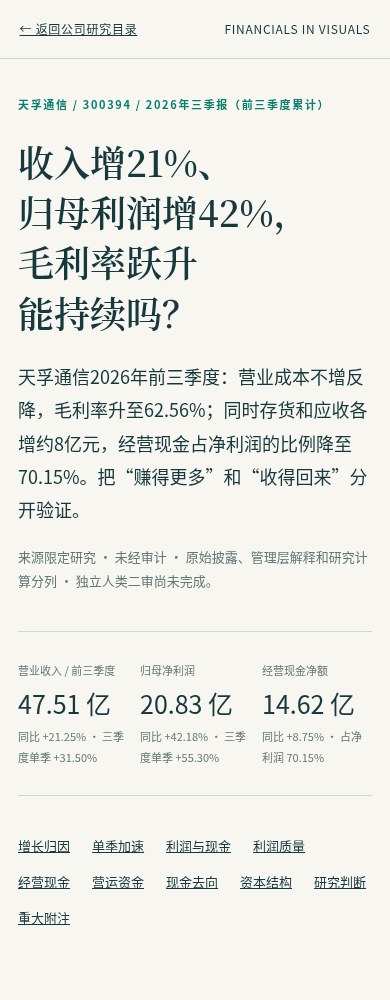 ← 返回公司研究目录
FINANCIALS IN VISUALS
天孚通信 / 300394 / 2026年三季报（前三季度累计）
收入增21%、
归母利润增42%，
毛利率跃升
能持续吗？
天孚通信2026年前三季度：营业成本不增反
降，毛利率升至62.56%；同时存货和应收各
增约8亿元，经营现金占净利润的比例降至
70.15%。把“赚得更多”和“收得回来”分
开验证。
来源限定研究 · 未经审计 · 原始披露、管理层解释和研究计
算分列 · 独立人类二审尚未完成。
营业收入 / 前三季度
47.51 亿
同比 +21.25% · 三季
度单季 +31.50%
归母净利润
20.83 亿
同比 +42.18% · 三季
度单季 +55.30%
经营现金净额
14.62 亿
同比 +8.75% · 占净
利润 70.15%
增长归因 单季加速 利润与现金 利润质量
经营现金 营运资金 现金去向 资本结构 研究判断
重大附注